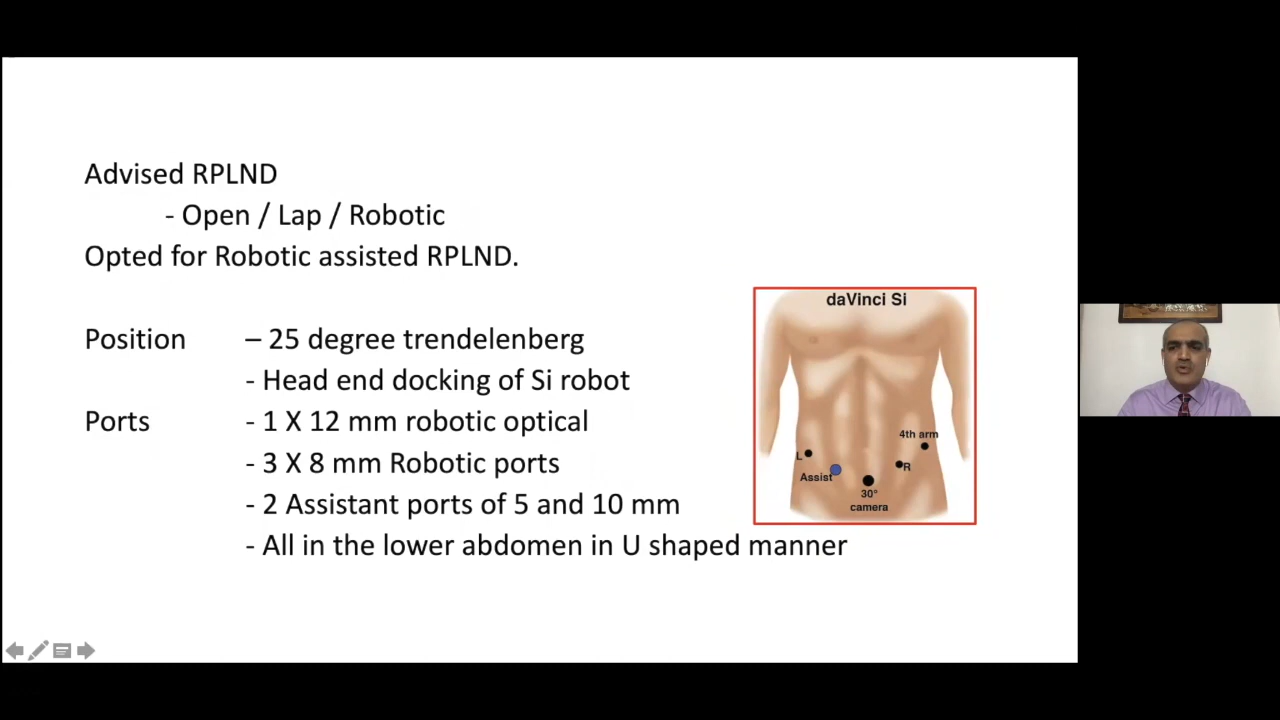 Advised RPLND
- Open / Lap / Robotic
Opted for Robotic assisted RPLND.
Position – 25 degree trendelenberg
- Head end docking of Si robot
Ports - 1 X 12 mm robotic optical
- 3 X 8 mm Robotic ports
- 2 Assistant ports of 5 and 10 mm
- All in the lower abdomen in U shaped manner
daVinci Si
4th arm
L
R
Assist
30°
camera